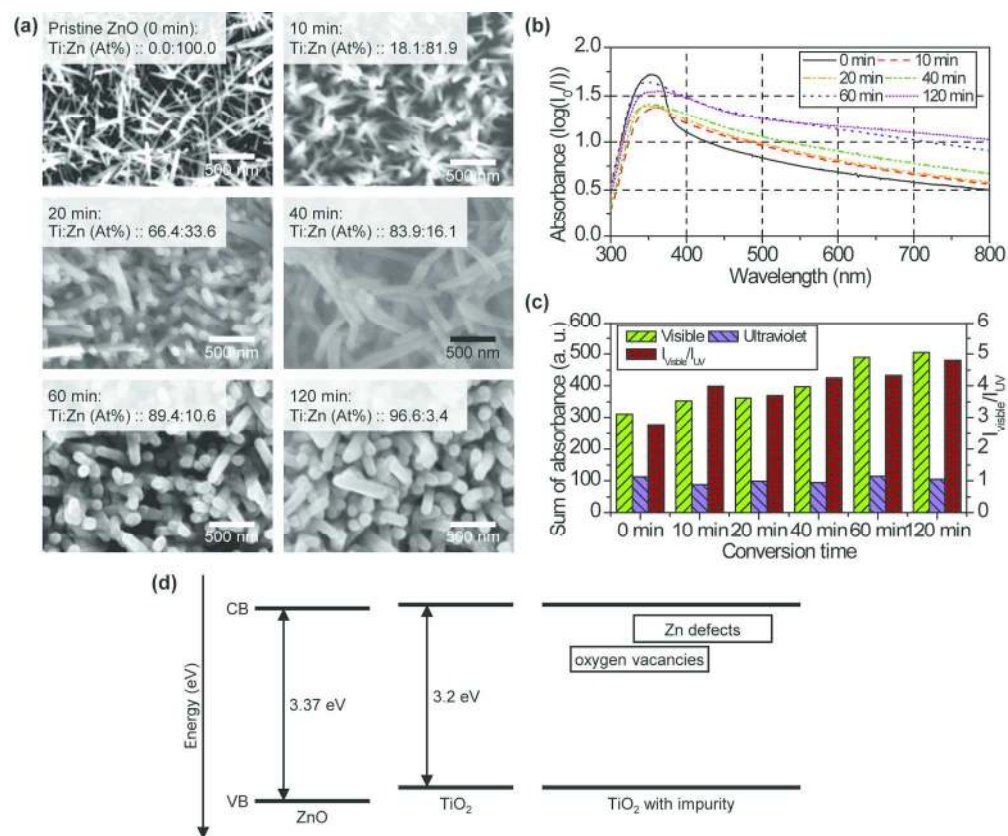 (a)
Pristine ZnO (0 min):
Ti:Zn (At%) :: 0.0:100.0
500 nm
10 min:
Ti:Zn (At%) :: 18.1:81.9
500 nm
20 min:
Ti:Zn (At%) :: 66.4:33.6
500 nm
40 min:
Ti:Zn (At%) :: 83.9:16.1
500 nm
60 min:
Ti:Zn (At%) :: 89.4:10.6
500 nm
120 min:
Ti:Zn (At%) :: 96.6:3.4
500 nm
(b)
Absorbance (log(I0/I))
2.0
1.5
1.0
0.5
0.0
0 min 10 min
20 min 40 min
60 min 120 min
300 400 500 600 700 800
Wavelength (nm)
(c)
Sum of absorbance (a. u.)
600
500
400
300
200
100
0
Visible Ultraviolet
IVisible/IUV
6
5
4
3
2
1
0
Ivisible/IUV
0 min 10 min 20 min 40 min 60 min 120 min
Conversion time
(d)
Energy (eV)
CB
VB
3.37 eV
ZnO
3.2 eV
TiO2
Zn defects
oxygen vacancies
TiO2 with impurity